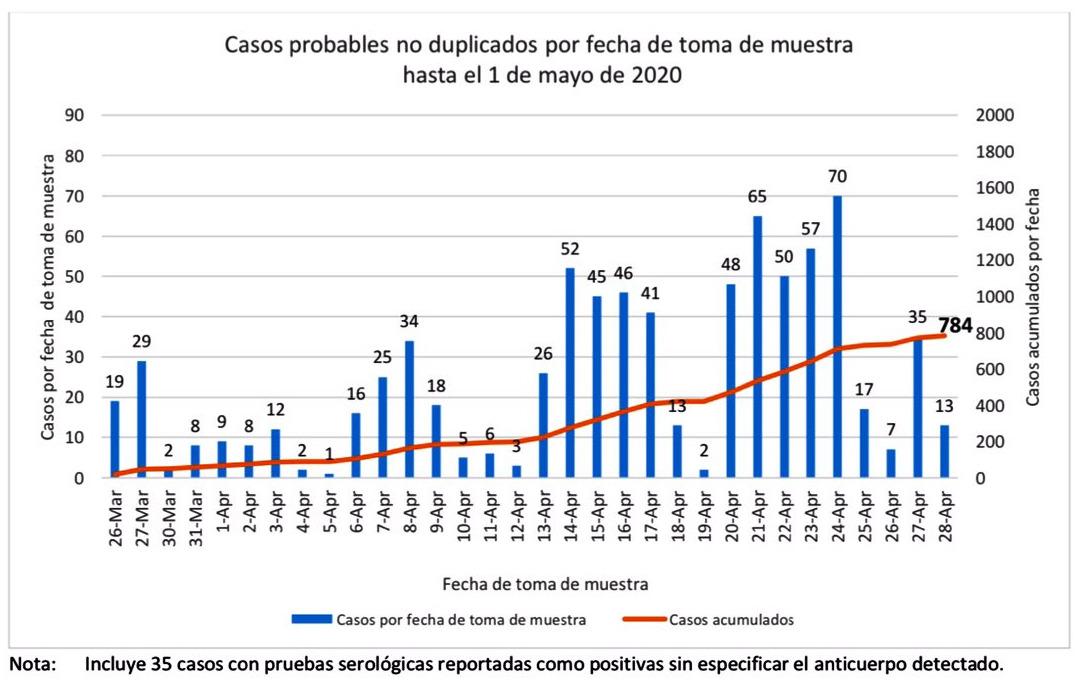 Casos probables no duplicados por fecha de toma de muestra
hasta el 1 de mayo de 2020
Casos por fecha de toma de muestra
90
80
70
60
50
40
30
20
10
0
19
29
2
8
9
8
12
2
1
16
25
34
18
5
6
3
26
52
45
46
41
13
2
48
65
50
57
70
17
7
35
13
784
2000
1800
1600
1400
1200
1000
800
600
400
200
0
Casos acumulados por fecha
26-Mar
27-Mar
30-Mar
31-Mar
1-Apr
2-Apr
3-Apr
4-Apr
5-Apr
6-Apr
7-Apr
8-Apr
9-Apr
10-Apr
11-Apr
12-Apr
13-Apr
14-Apr
15-Apr
16-Apr
17-Apr
18-Apr
19-Apr
20-Apr
21-Apr
22-Apr
23-Apr
24-Apr
25-Apr
26-Apr
27-Apr
28-Apr
Fecha de toma de muestra
Casos por fecha de toma de muestra
Casos acumulados
Nota: Incluye 35 casos con pruebas serológicas reportadas como positivas sin especificar el anticuerpo detectado.